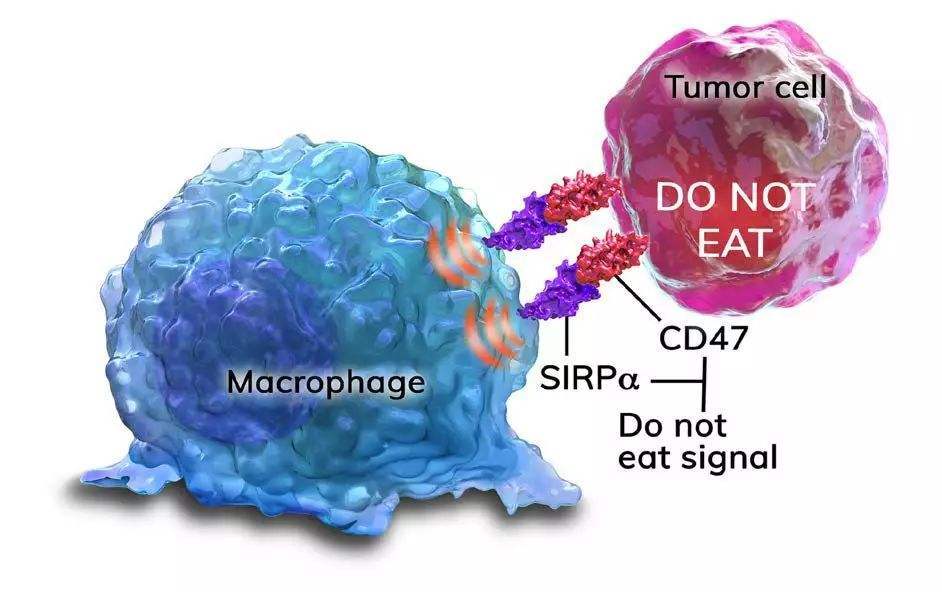 Tumor cell
DO NOT
EAT
CD47
Macrophage
SIRPα
Do not
eat signal